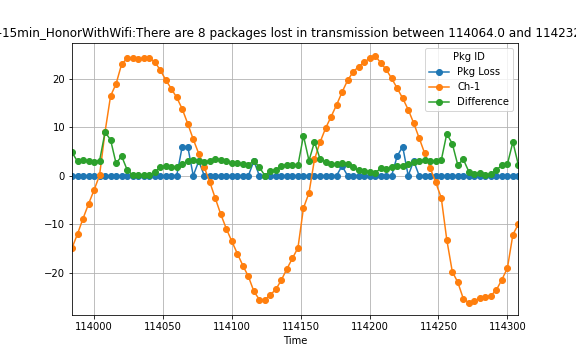 -15min_HonorWithWifi:There are 8 packages lost in transmission between 114064.0 and 114232
Pkg ID
Pkg Loss
Ch-1
Difference
20
10
0
−10
−20
114000 114050 114100 114150 114200 114250 114300
Time